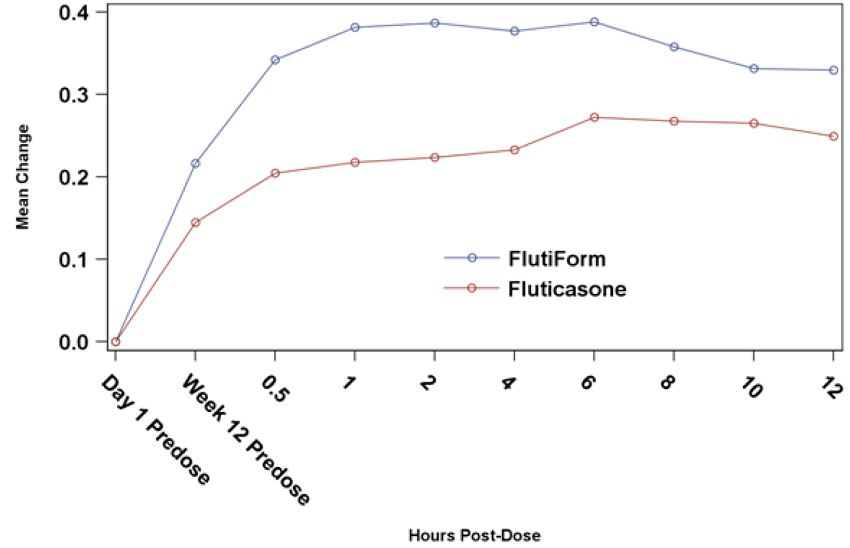 0.4
0.3
0.2
0.1
0.0
Mean Change
FlutiForm
Fluticasone
Day 1 Predose
Week 12 Predose
0.5
1
2
4
6
8
10
12
Hours Post-Dose